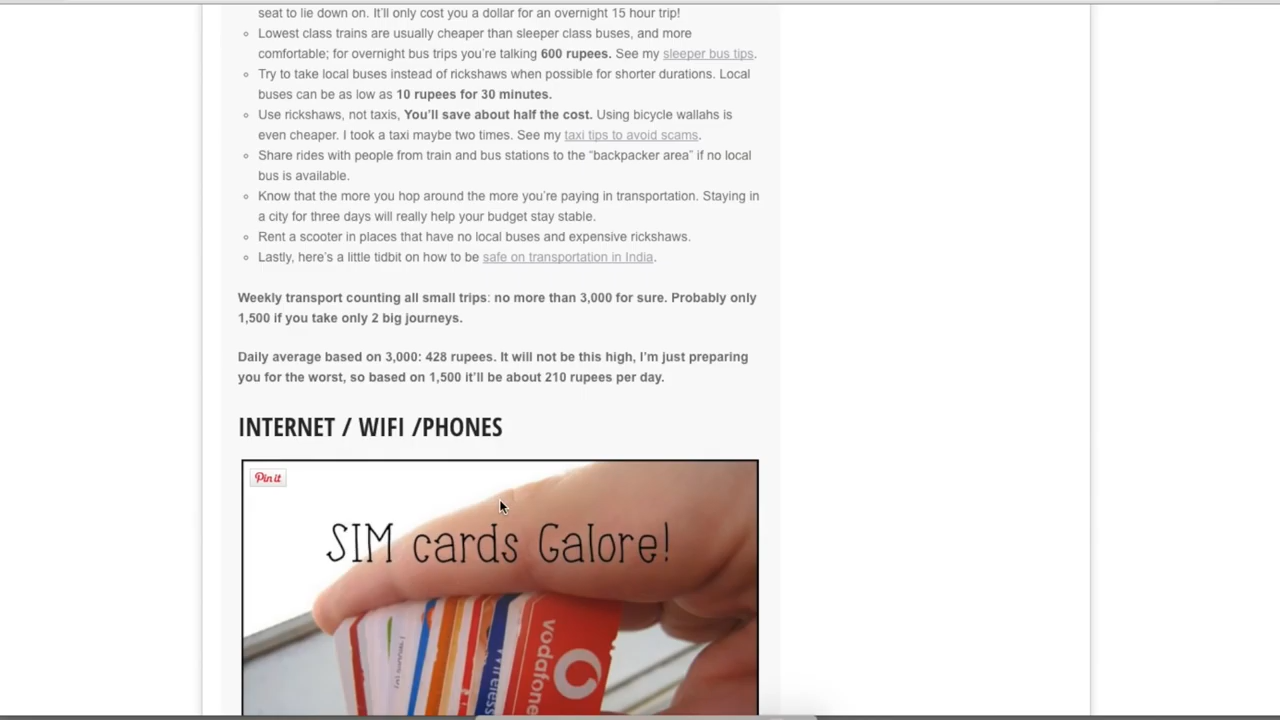 seat to lie down on. It’ll only cost you a dollar for an overnight 15 hour trip!
Lowest class trains are usually cheaper than sleeper class buses, and more
comfortable; for overnight bus trips you’re talking 600 rupees. See my sleeper bus tips.
Try to take local buses instead of rickshaws when possible for shorter durations. Local
buses can be as low as 10 rupees for 30 minutes.
Use rickshaws, not taxis, You’ll save about half the cost. Using bicycle wallahs is
even cheaper. I took a taxi maybe two times. See my taxi tips to avoid scams.
Share rides with people from train and bus stations to the “backpacker area” if no local
bus is available.
Know that the more you hop around the more you’re paying in transportation. Staying in
a city for three days will really help your budget stay stable.
Rent a scooter in places that have no local buses and expensive rickshaws.
Lastly, here’s a little tidbit on how to be safe on transportation in India.
Weekly transport counting all small trips: no more than 3,000 for sure. Probably only
1,500 if you take only 2 big journeys.
Daily average based on 3,000: 428 rupees. It will not be this high, I’m just preparing
you for the worst, so based on 1,500 it’ll be about 210 rupees per day.
INTERNET / WIFI /PHONES
Pin it
SIM cards Galore!
vodafone